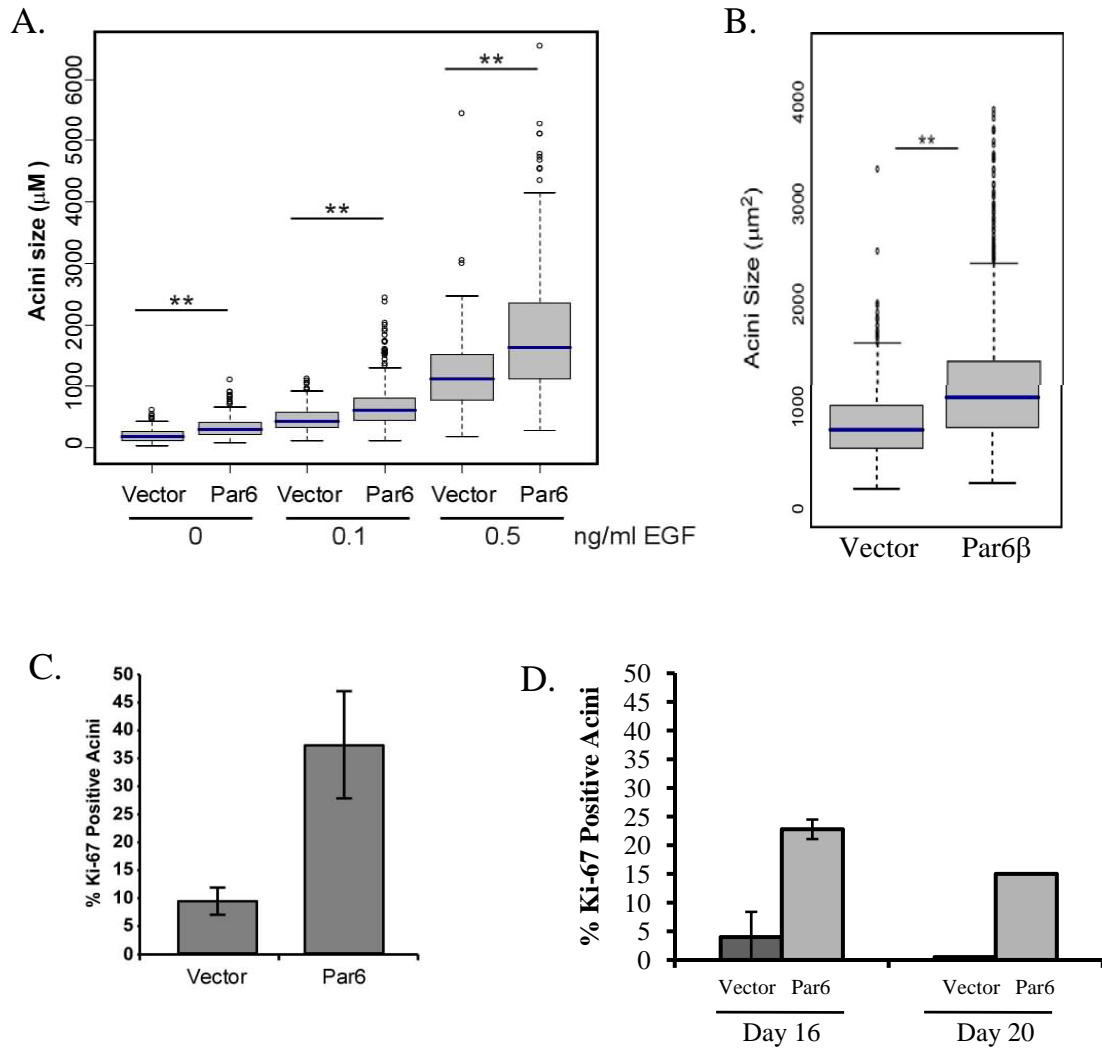 A.
Acini size (μM )
6000
5000
4000
3000
2000
1000
0
**
**
**
Vector Par6 Vector Par6 Vector Par6
0 0.1 0.5 ng/ml EGF
B.
Acini Size (μm²)
4000
3000
2000
1000
0
**
Vector Par6β
C.
% Ki-67 Positive Acini
50
45
40
35
30
25
20
15
10
5
0
Vector Par6
D.
% Ki-67 Positive Acini
50
45
40
35
30
25
20
15
10
5
0
Vector Par6 Vector Par6
Day 16 Day 20